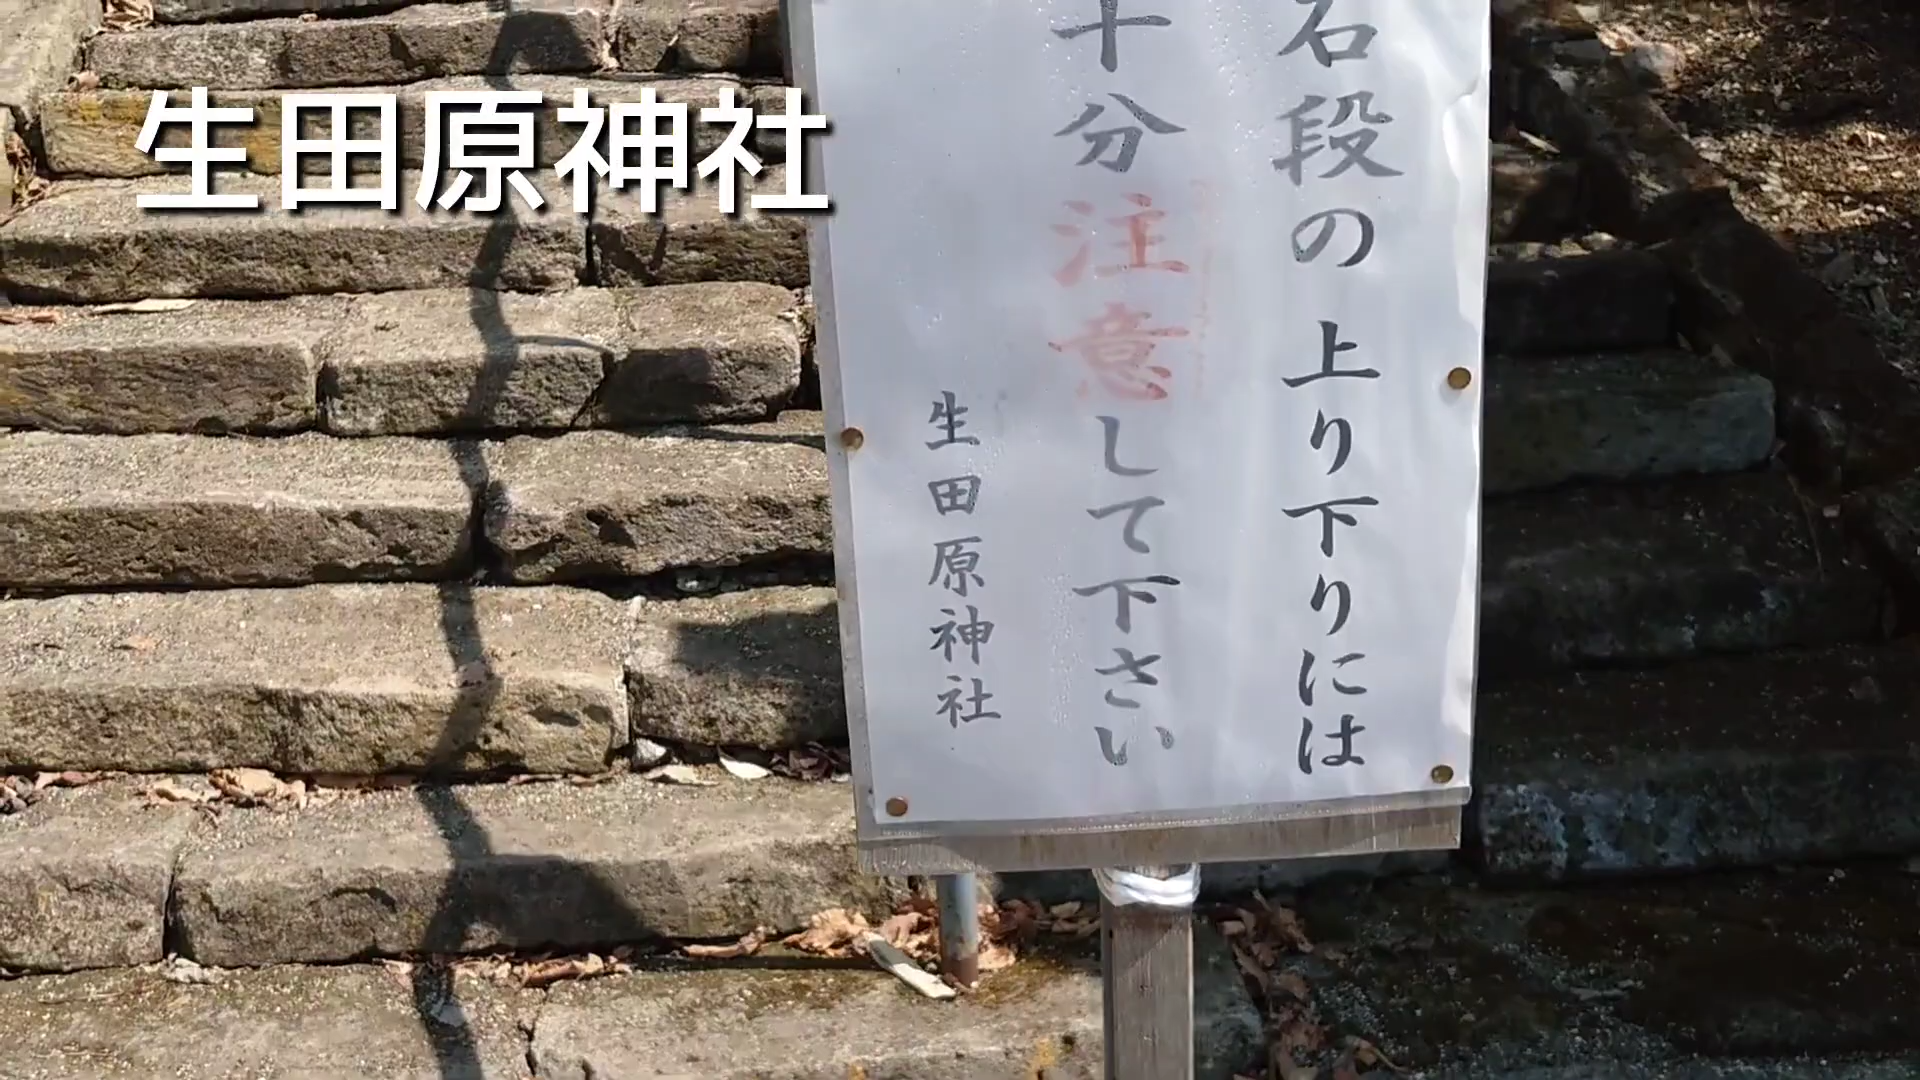 生田原神社
石段の上り下りには
十分注意して下さい
生田原神社